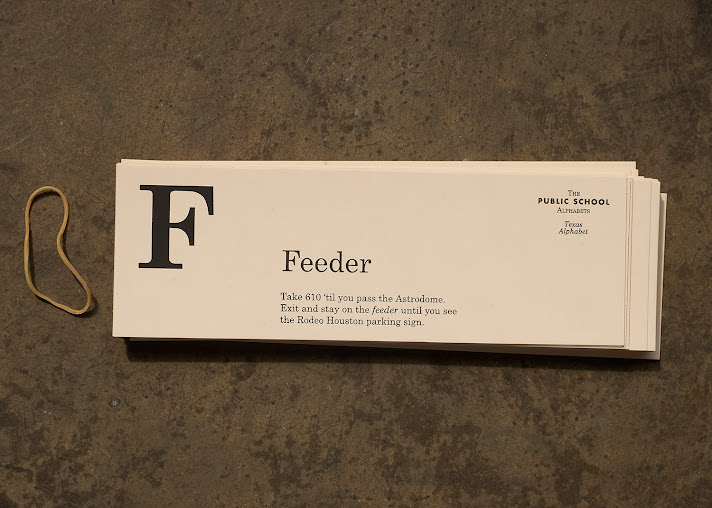 F
The
PUBLIC SCHOOL
Alphabets
Texas
Alphabet
Feeder
Take 610 ’til you pass the Astrodome.
Exit and stay on the feeder until you see
the Rodeo Houston parking sign.